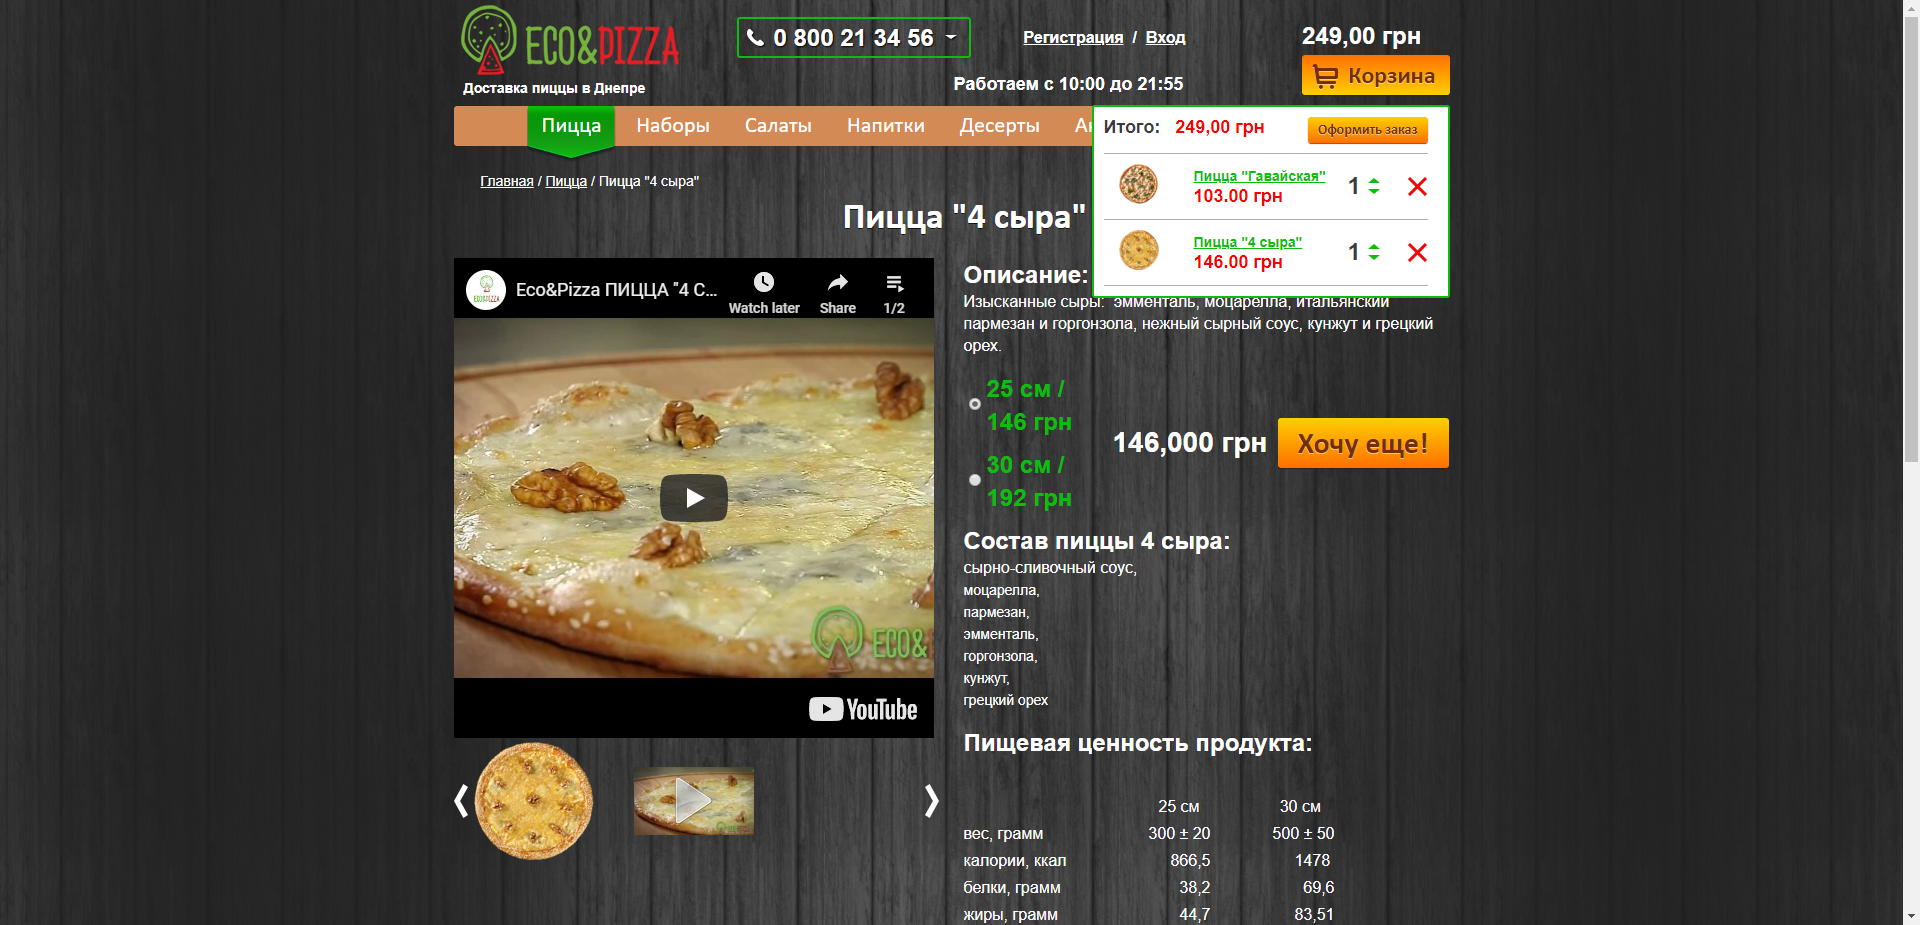 ECO&PIZZA
Доставка пиццы в Днепре
0 800 21 34 56
Регистрация / Вход
Работаем с 10:00 до 21:55
249,00 грн
Корзина
Пицца
Наборы
Салаты
Напитки
Десерты
Итого: 249,00 грн
Оформить заказ
Пицца "Гавайская"
103.00 грн
1
Пицца "4 сыра"
146.00 грн
1
Главная / Пицца / Пицца "4 сыра"
Пицца "4 сыра"
ECO&PIZZA
Eco&Pizza ПИЦЦА "4 С...
Watch later
Share
1/2
ECO&
YouTube
Описание:
Изысканные сыры: эмменталь, моцарелла, итальянский
пармезан и горгонзола, нежный сырный соус, кунжут и грецкий
орех.
25 см /
146 грн
30 см /
192 грн
146,000 грн
Хочу еще!
Состав пиццы 4 сыра:
сырно-сливочный соус,
моцарелла,
пармезан,
эмменталь,
горгонзола,
кунжут,
грецкий орех
Пищевая ценность продукта:
25 см 30 см
вес, грамм 300 ± 20 500 ± 50
калории, ккал 866,5 1478
белки, грамм 38,2 69,6
жиры, грамм 44,7 83,51